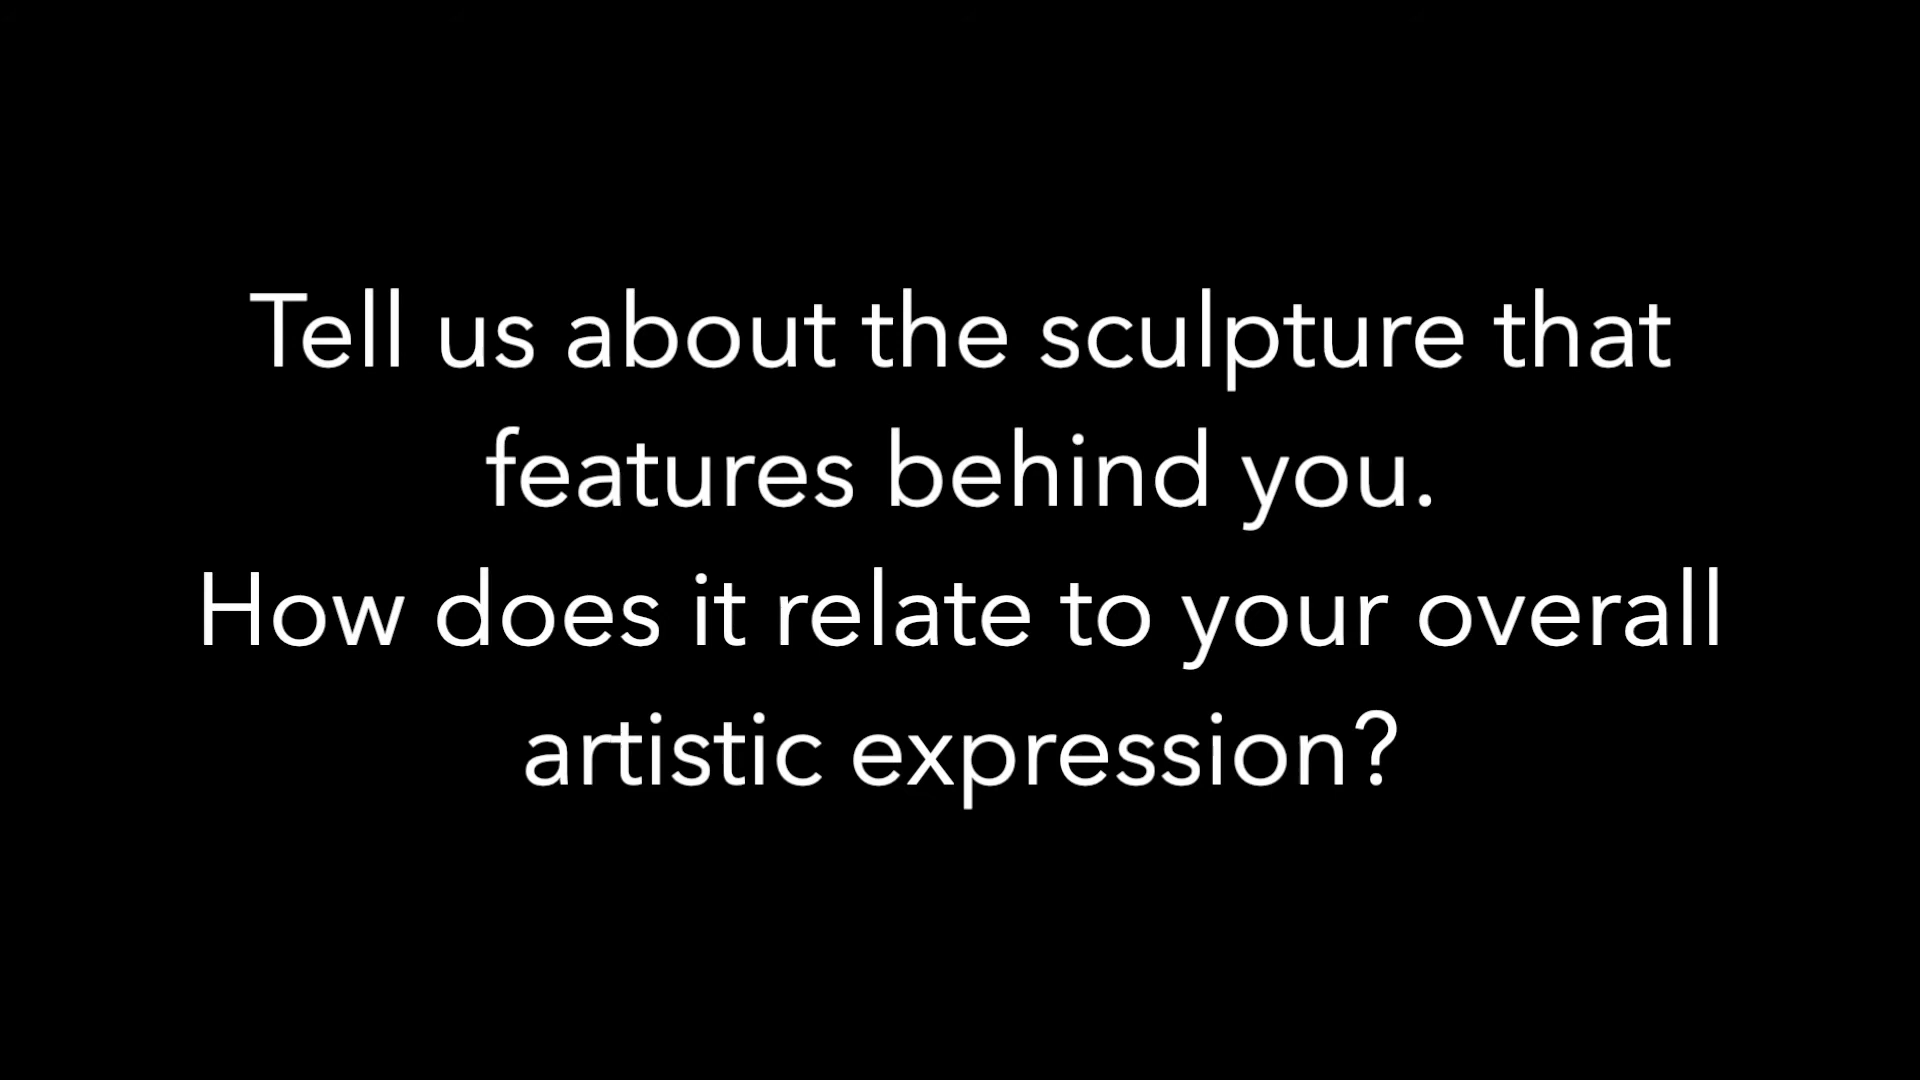 Tell us about the sculpture that
features behind you.
How does it relate to your overall
artistic expression?